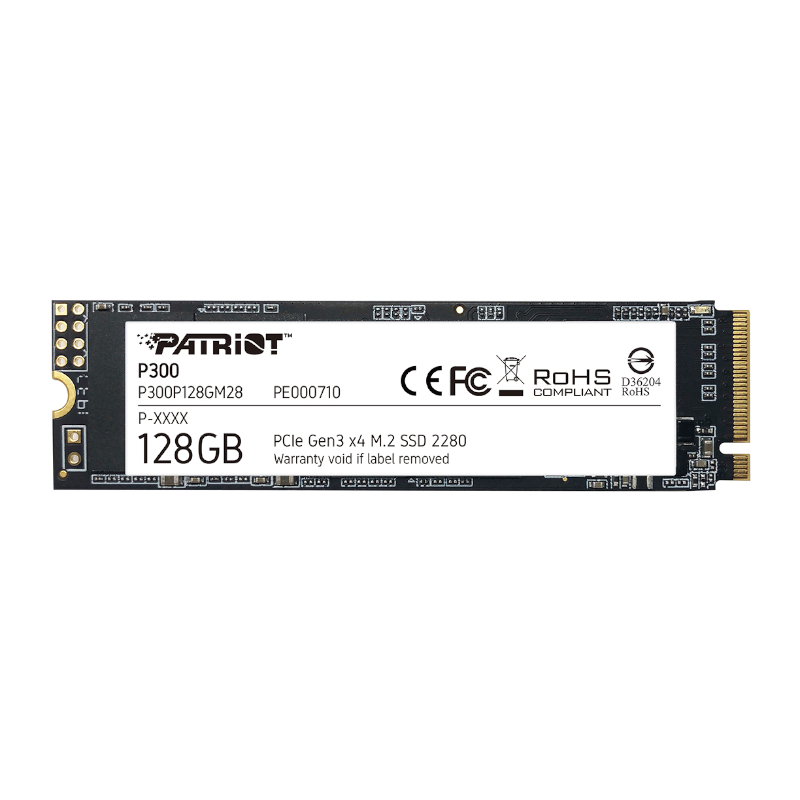 PATRIOT™
P300
P300P128GM28 PE000710
P-XXXX
128GB PCIe Gen3 x4 M.2 SSD 2280
Warranty void if label removed
CE FC RoHS
COMPLIANT
D36204
RoHS